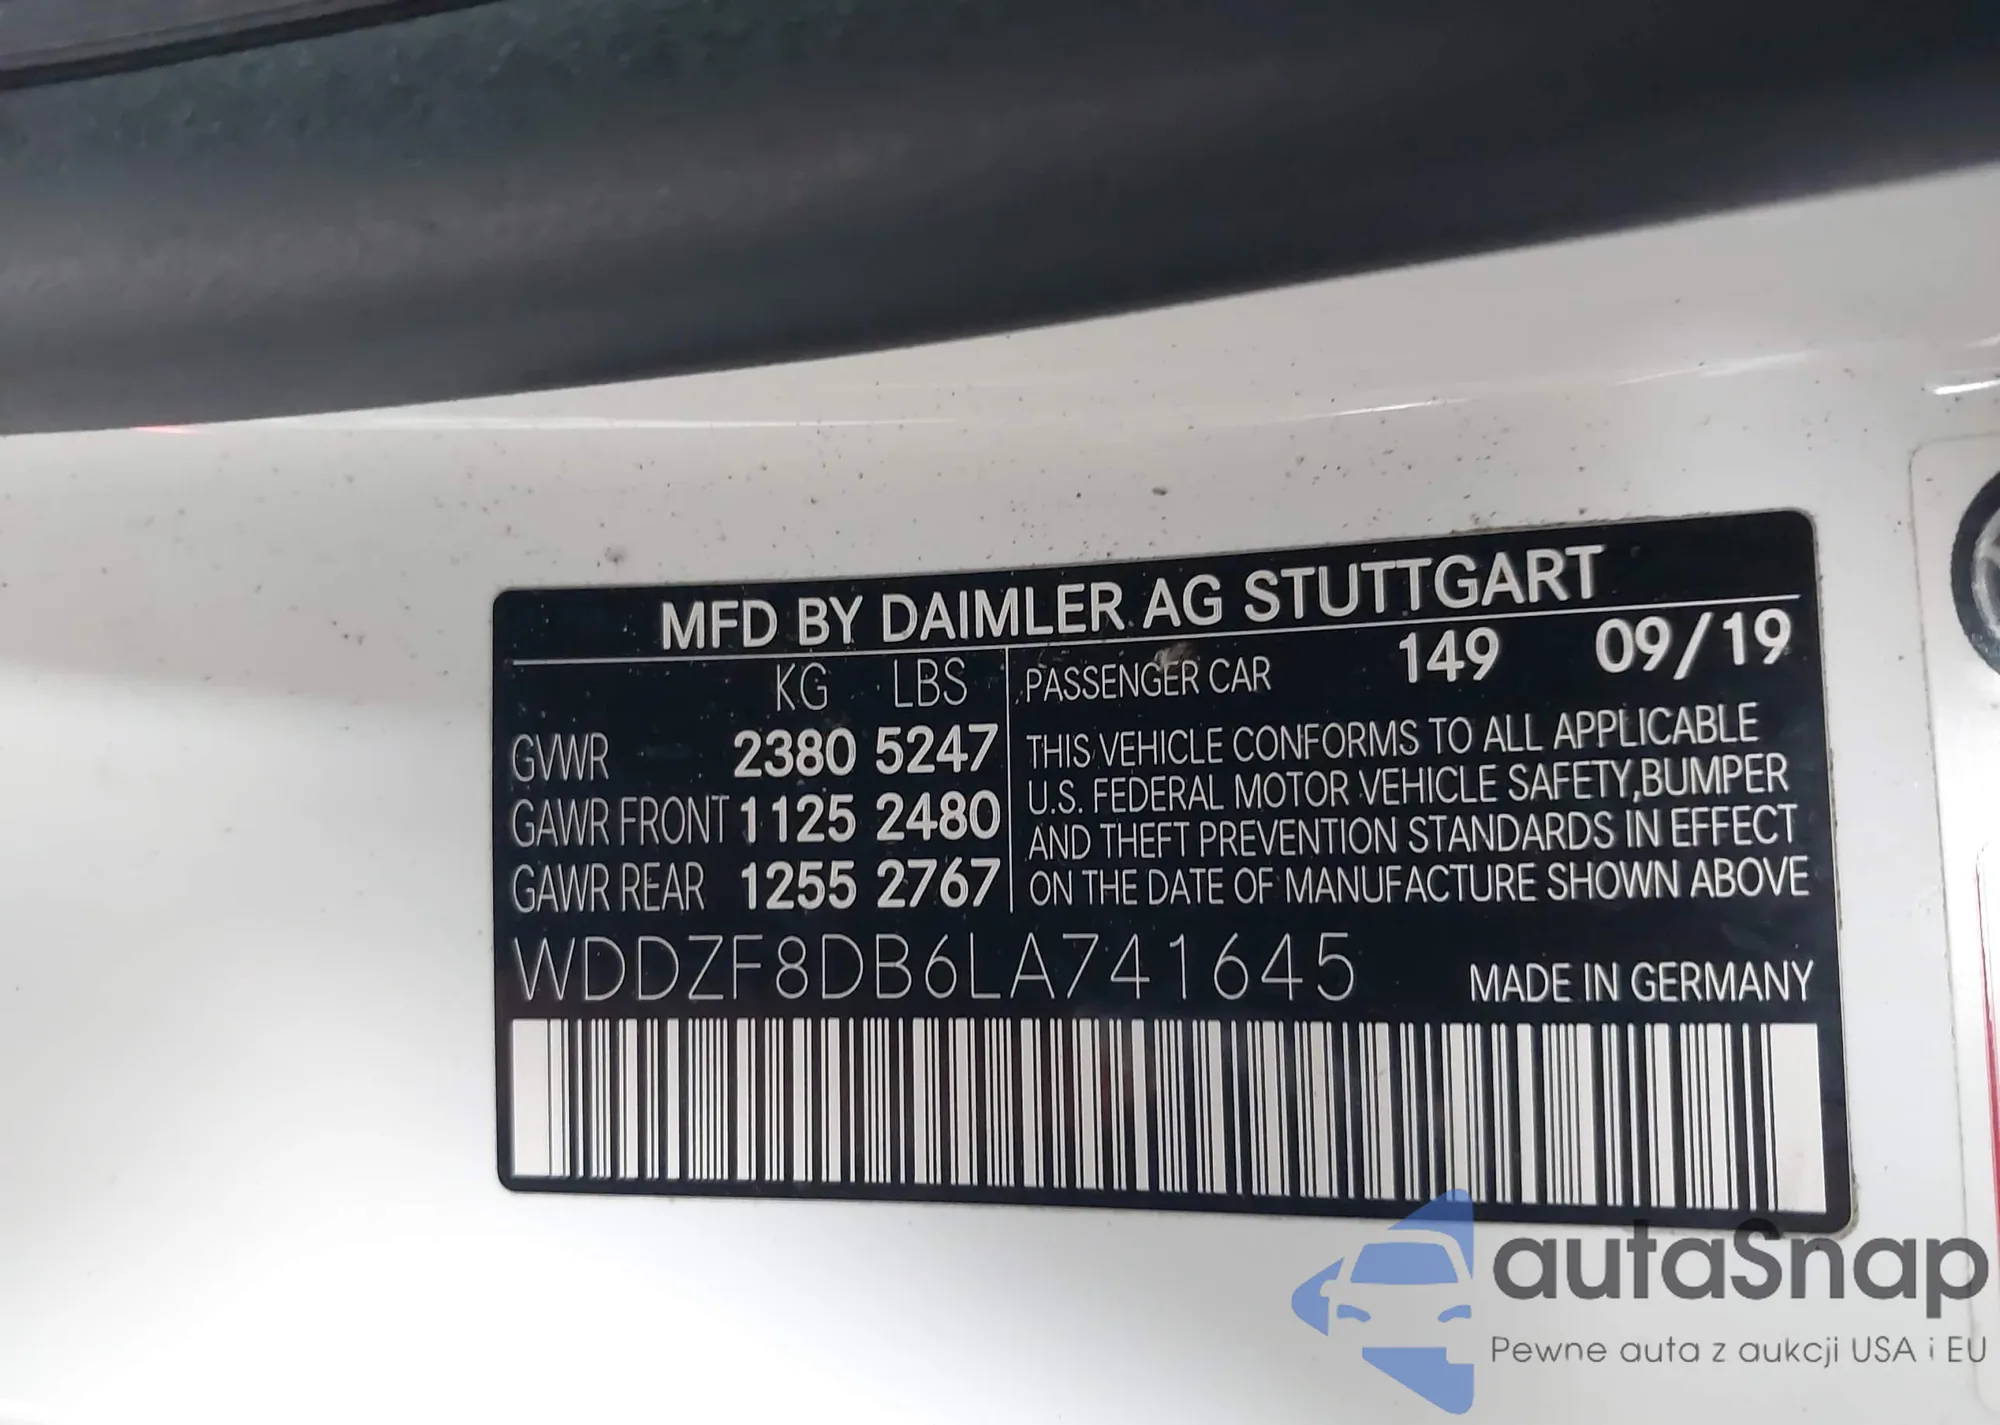 MFD BY DAIMLER AG STUTTGART
KG LBS
GVWR 2380 5247
GAWR FRONT 1125 2480
GAWR REAR 1255 2767
PASSENGER CAR 149 09/19
THIS VEHICLE CONFORMS TO ALL APPLICABLE
U.S. FEDERAL MOTOR VEHICLE SAFETY,BUMPER
AND THEFT PREVENTION STANDARDS IN EFFECT
ON THE DATE OF MANUFACTURE SHOWN ABOVE
WDDZF8DB6LA741645 MADE IN GERMANY
autaSnap
Pewne auta z aukcji USA i EU